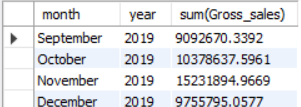 month year sum(Gross_sales)
September 2019 9092670.3392
October 2019 10378637.5961
November 2019 15231894.9669
December 2019 9755795.0577